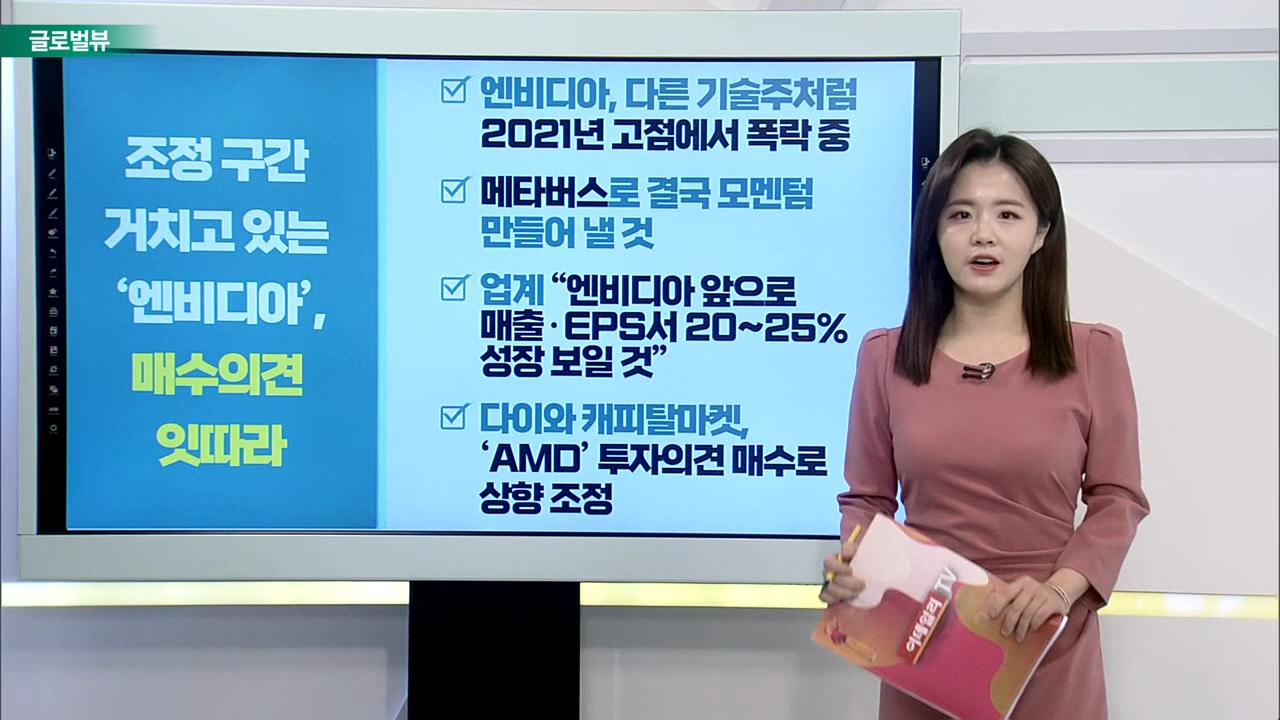 글로벌뷰
조정 구간
거치고 있는
‘엔비디아’,
매수의견
잇따라
엔비디아, 다른 기술주처럼
2021년 고점에서 폭락 중
메타버스로 결국 모멘텀
만들어 낼 것
업계 “엔비디아 앞으로
매출·EPS서 20~25%
성장 보일 것”
다이와 캐피탈마켓,
‘AMD’ 투자의견 매수로
상향 조정
이데일리 TV